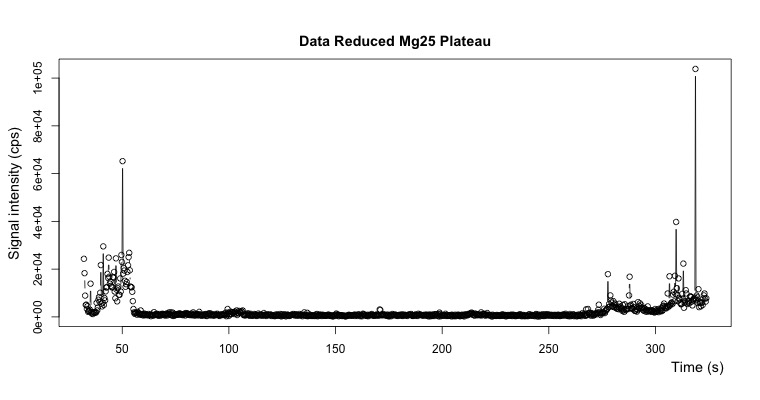 Data Reduced Mg25 Plateau
Signal intensity (cps)
1e+05
8e+04
6e+04
4e+04
2e+04
0e+00
50 100 150 200 250 300
Time (s)